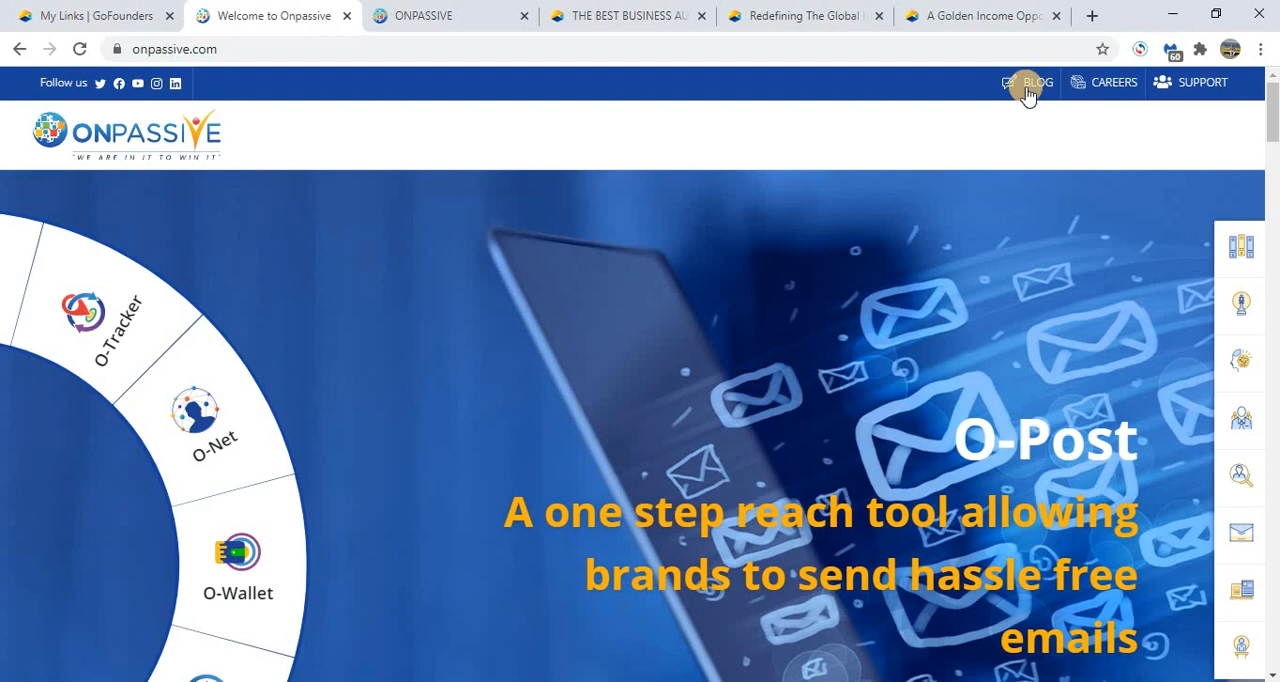 My Links | GoFounders
Welcome to Onpassive
ONPASSIVE
THE BEST BUSINESS AU
Redefining The Global
A Golden Income Oppo
onpassive.com
60
Follow us
BLOG
CAREERS
SUPPORT
ONPASSIVE
"WE ARE IN IT TO WIN IT"
O-Tracker
O-Net
O-Wallet
O-Post
A one step reach tool allowing
brands to send hassle free
emails